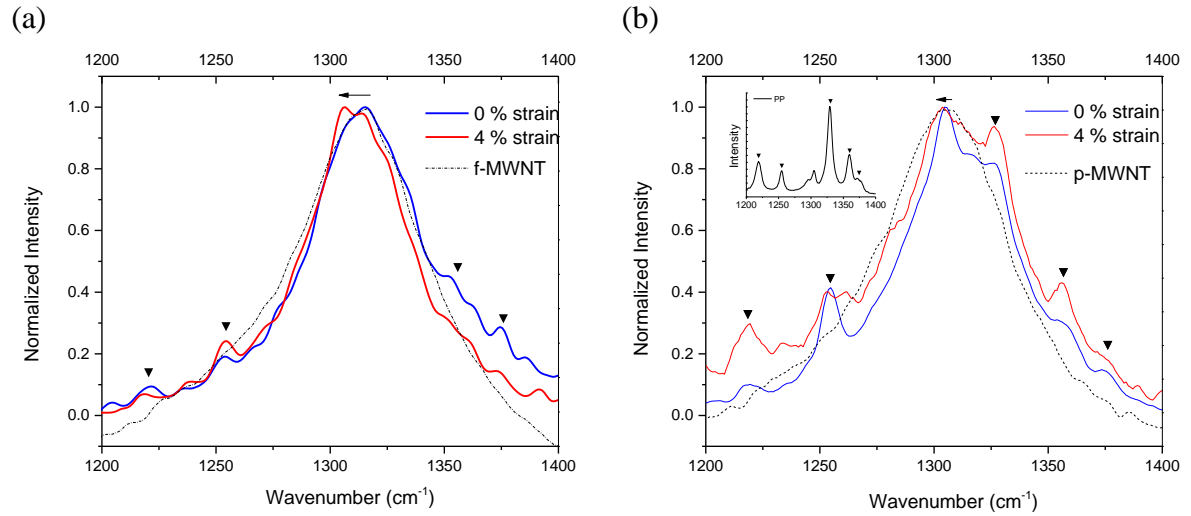 (a)
1200 1250 1300 1350 1400
1.0
0.8
0.6
0.4
0.2
0.0
Normalized Intensity
0 % strain
4 % strain
f-MWNT
1200 1250 1300 1350 1400
Wavenumber (cm⁻¹)
(b)
1200 1250 1300 1350 1400
1.0
0.8
0.6
0.4
0.2
0.0
Normalized Intensity
PP
Intensity
1200 1250 1300 1350 1400
0 % strain
4 % strain
p-MWNT
1200 1250 1300 1350 1400
Wavenumber (cm⁻¹)